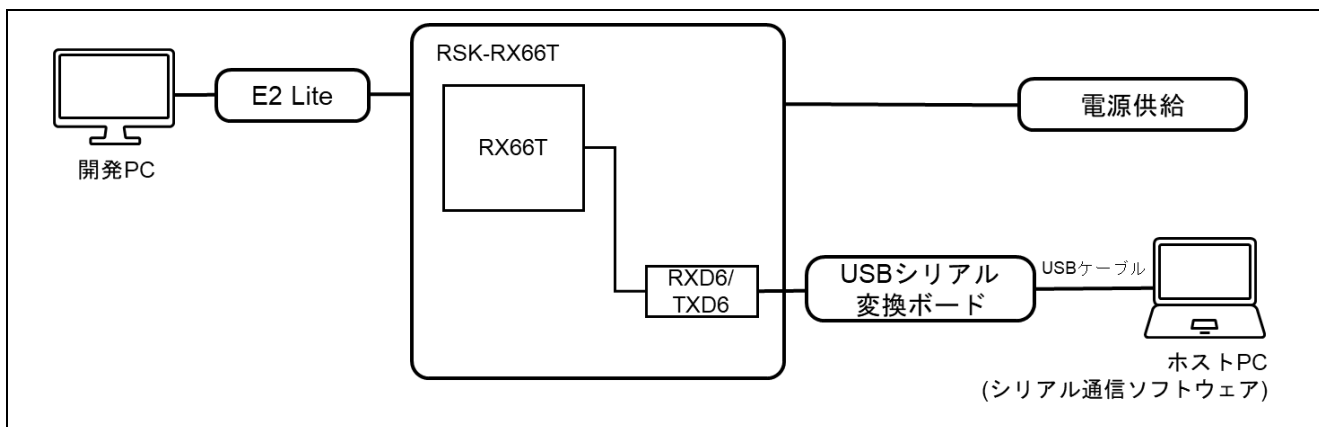 RSK-RX66T
E2 Lite
RX66T
電源供給
開発PC
RXD6/
TXD6
USBシリアル
変換ボード
USBケーブル
ホストPC
(シリアル通信ソフトウェア)